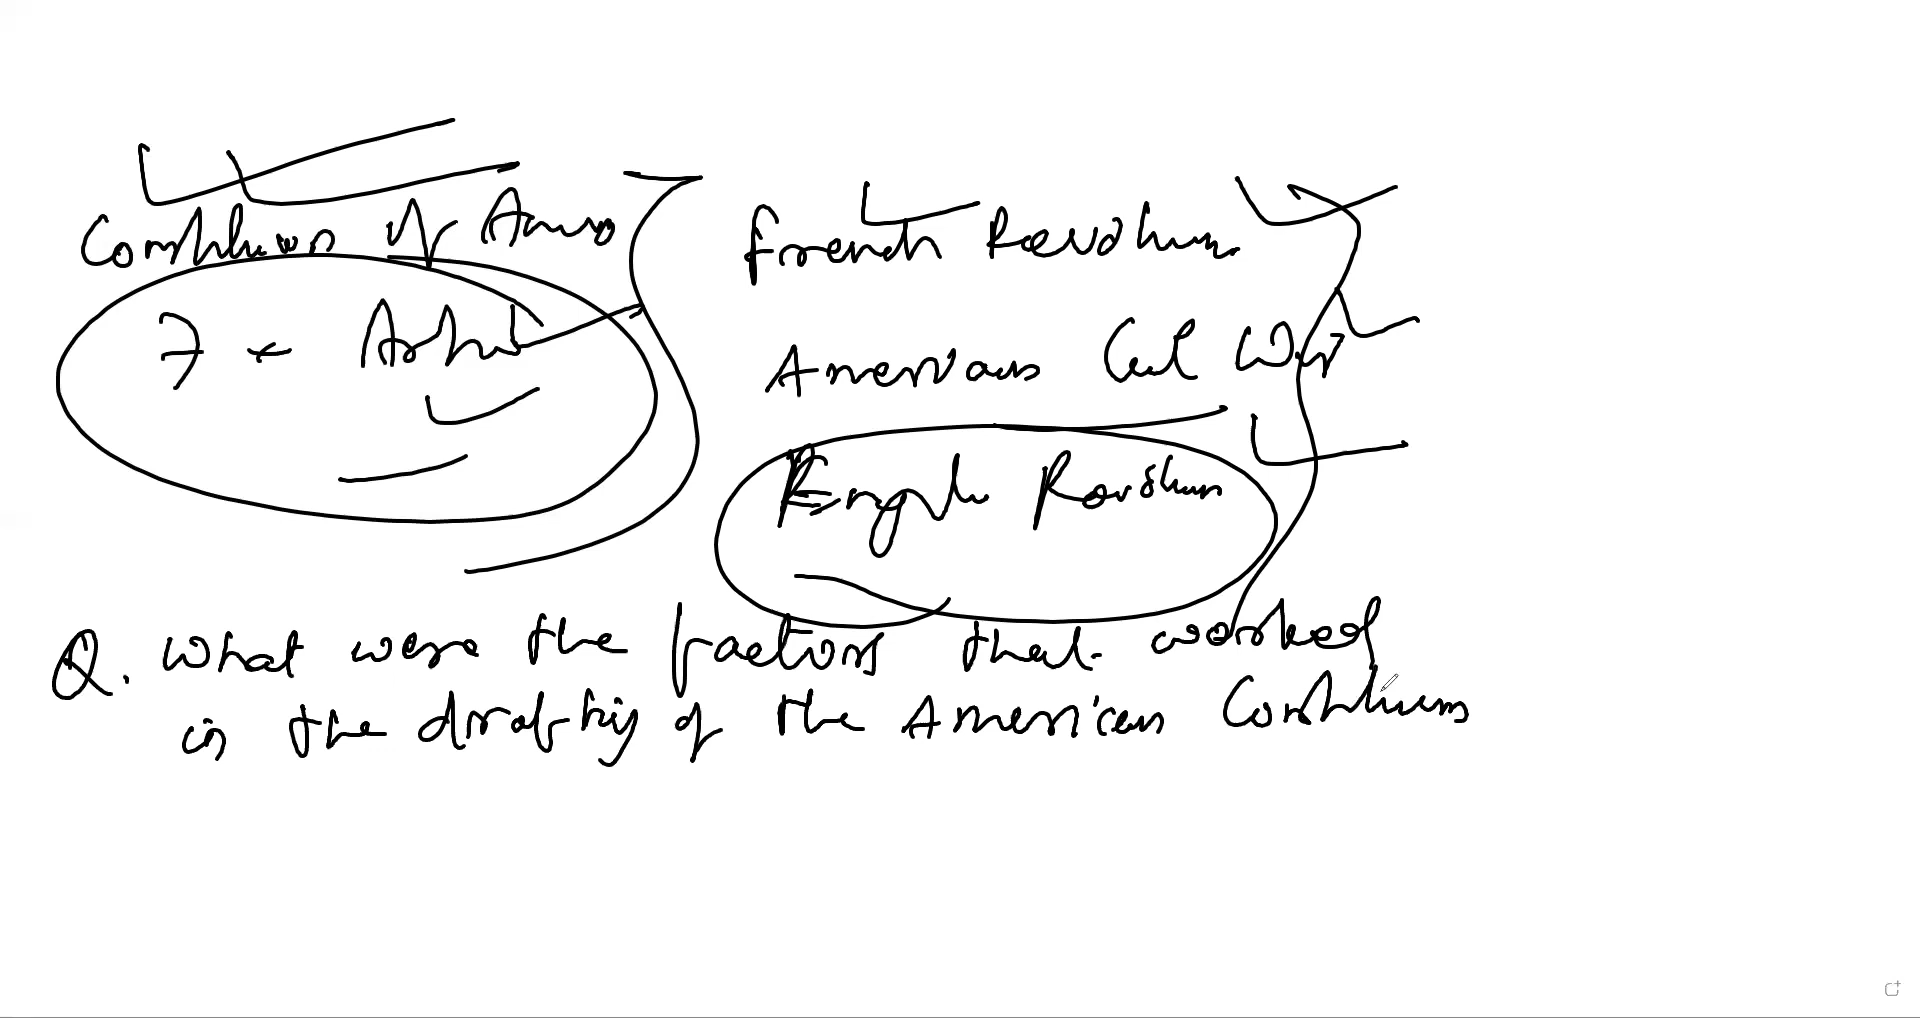 Constitution of America
7 - Article
French Revolution
American Civil War
English Revolution
Q. What were the factors that worked
in the drafting of the American Constitution